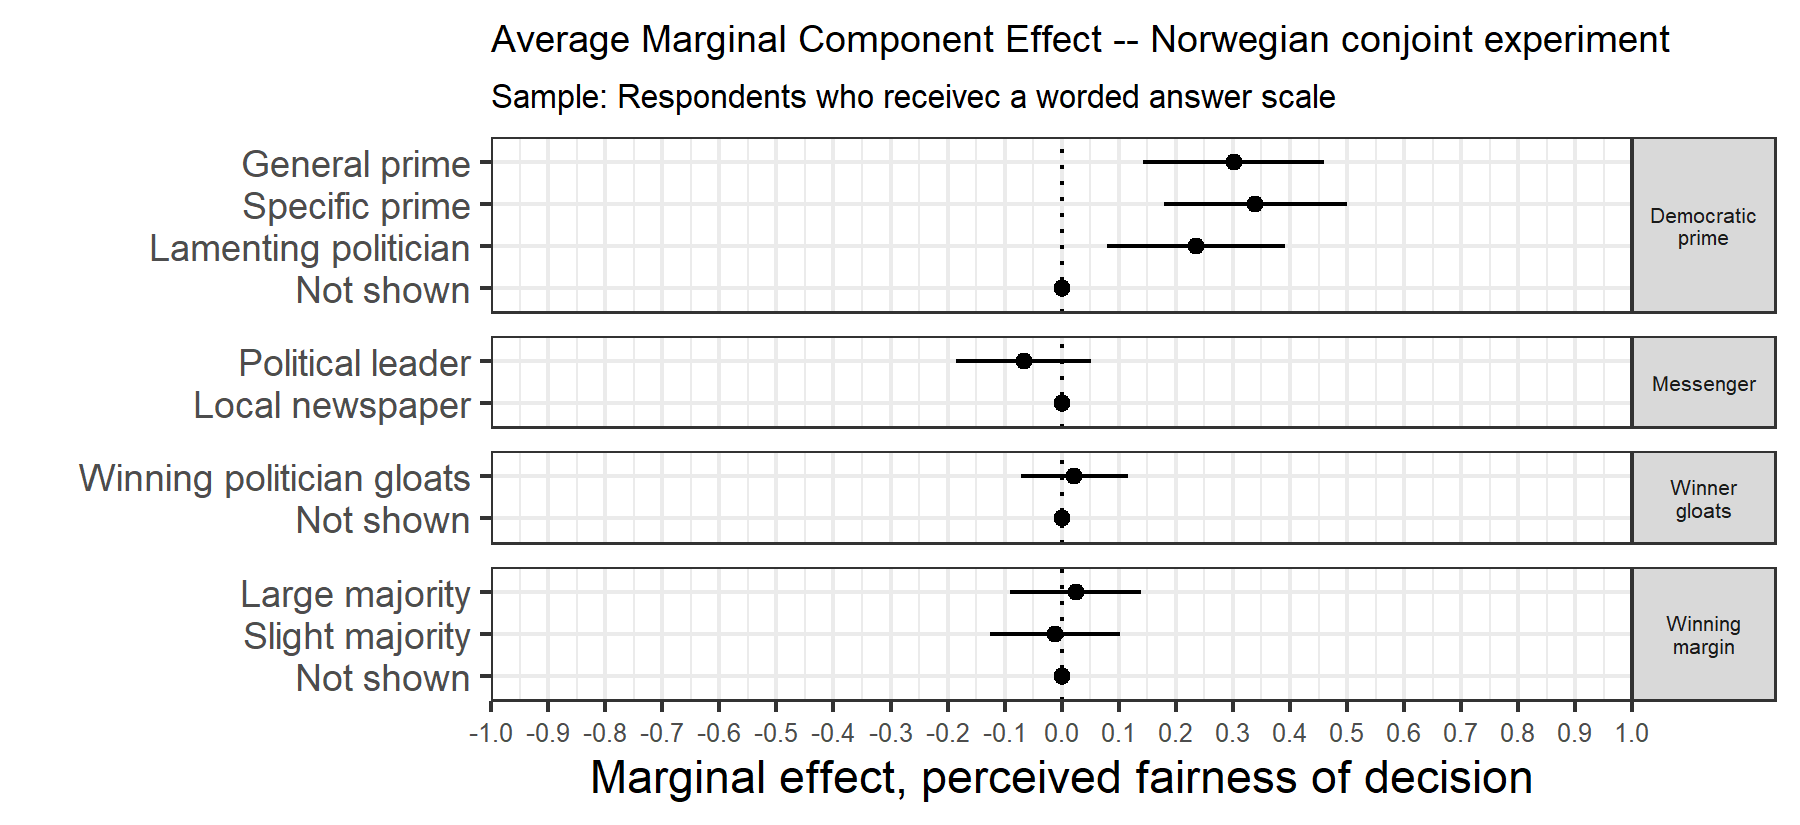 Average Marginal Component Effect -- Norwegian conjoint experiment
Sample: Respondents who receivec a worded answer scale
General prime
Specific prime
Lamenting politician
Not shown
Democratic
prime
Political leader
Local newspaper
Messenger
Winning politician gloats
Not shown
Winner
gloats
Large majority
Slight majority
Not shown
Winning
margin
-1.0 -0.9 -0.8 -0.7 -0.6 -0.5 -0.4 -0.3 -0.2 -0.1 0.0 0.1 0.2 0.3 0.4 0.5 0.6 0.7 0.8 0.9 1.0
Marginal effect, perceived fairness of decision